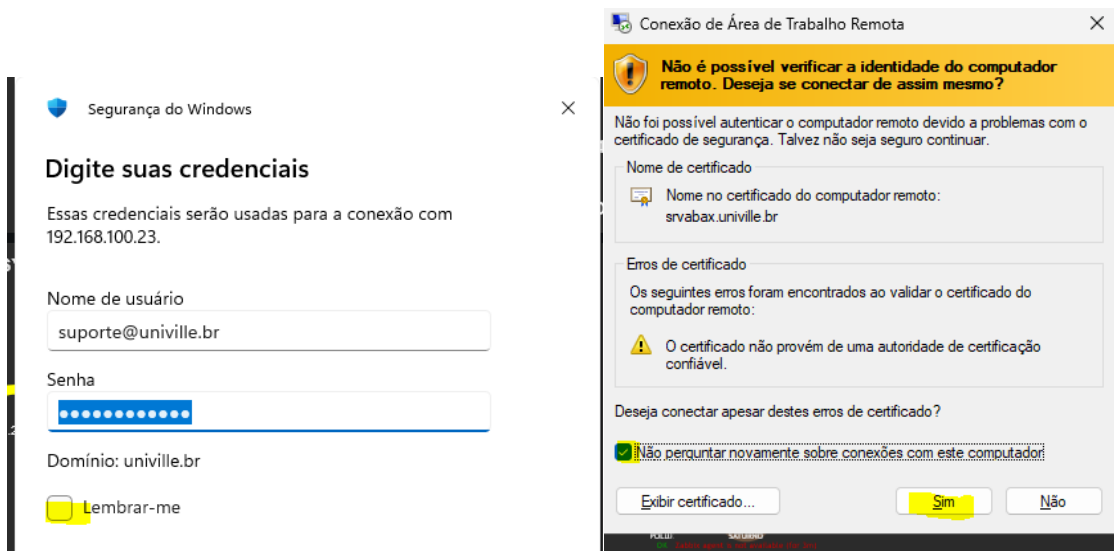 Segurança do Windows
Digite suas credenciais
Essas credenciais serão usadas para a conexão com
192.168.100.23.
Nome de usuário
suporte@univille.br
Senha
Domínio: univille.br
Lembrar-me
Conexão de Área de Trabalho Remota
Não é possível verificar a identidade do computador
remoto. Deseja se conectar de assim mesmo?
Não foi possível autenticar o computador remoto devido a problemas com o
certificado de segurança. Talvez não seja seguro continuar.
Nome de certificado
Nome no certificado do computador remoto:
srvabax.univille.br
Erros de certificado
Os seguintes erros foram encontrados ao validar o certificado do
computador remoto:
O certificado não provém de uma autoridade de certificação
confiável.
Deseja conectar apesar destes erros de certificado?
Não perguntar novamente sobre conexões com este computador
Exibir certificado...
Sim
Não